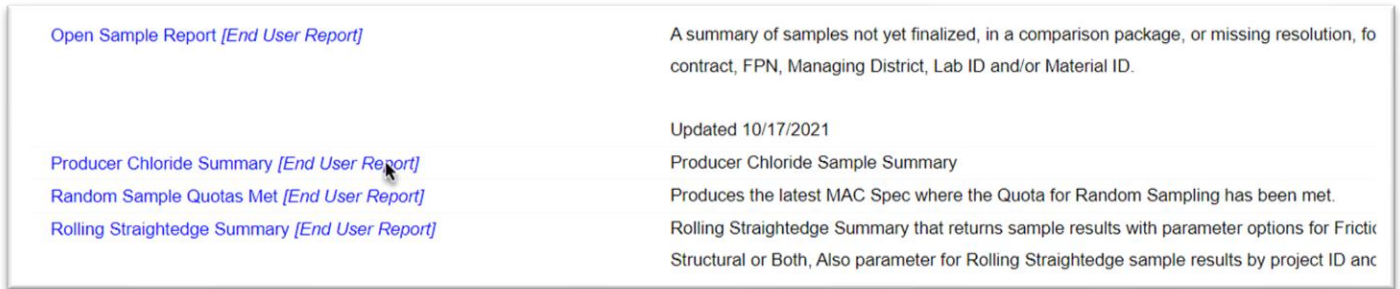 Open Sample Report [End User Report]
A summary of samples not yet finalized, in a comparison package, or missing resolution, fo
contract, FPN, Managing District, Lab ID and/or Material ID.
Updated 10/17/2021
Producer Chloride Summary [End User Report]
Producer Chloride Sample Summary
Random Sample Quotas Met [End User Report]
Produces the latest MAC Spec where the Quota for Random Sampling has been met.
Rolling Straightedge Summary [End User Report]
Rolling Straightedge Summary that returns sample results with parameter options for Frictic
Structural or Both, Also parameter for Rolling Straightedge sample results by project ID and